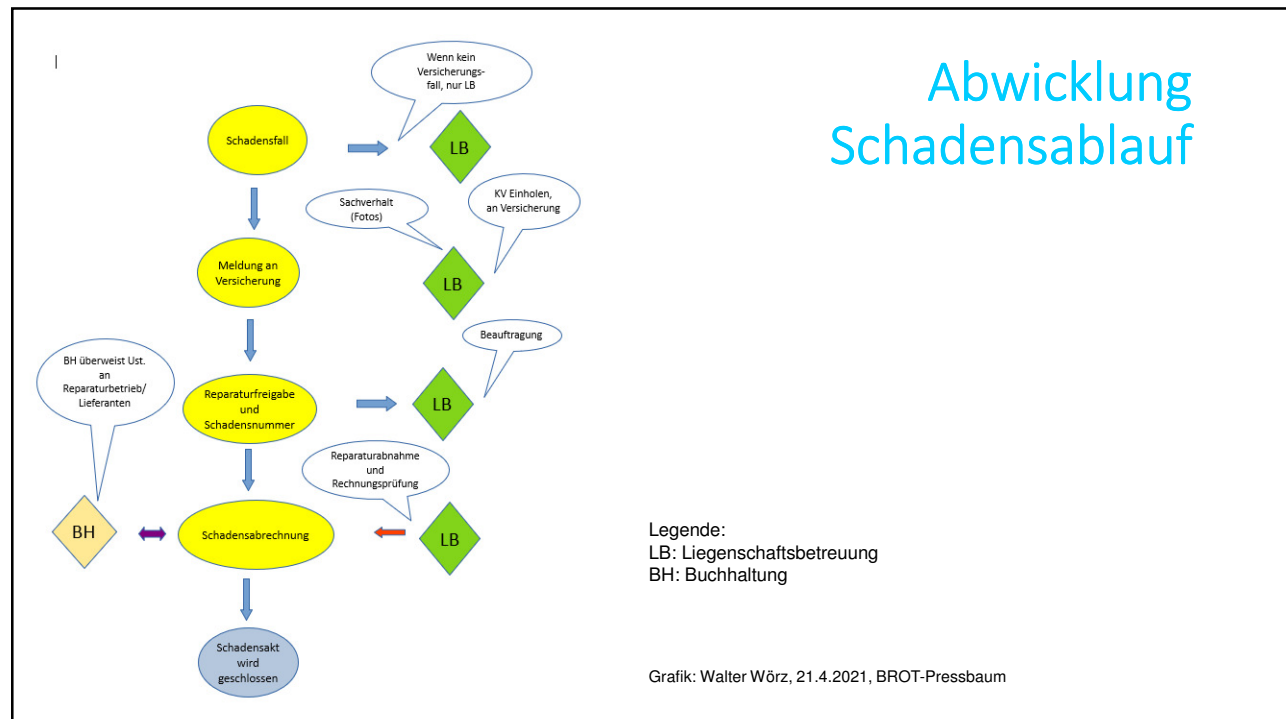 Abwicklung
Schadensablauf
Wenn kein
Versicherungs-
fall, nur LB
Schadensfall
LB
Sachverhalt
(Fotos)
KV Einholen,
an Versicherung
Meldung an
Versicherung
LB
Beauftragung
BH überweist Ust.
an
Reparaturbetrieb/
Lieferanten
Reparaturfreigabe
und
Schadensnummer
LB
Reparaturabnahme
und
Rechnungsprüfung
BH
Schadensabrechnung
LB
Schadensakt
wird
geschlossen
Legende:
LB: Liegenschaftsbetreuung
BH: Buchhaltung
Grafik: Walter Wörz, 21.4.2021, BROT-Pressbaum